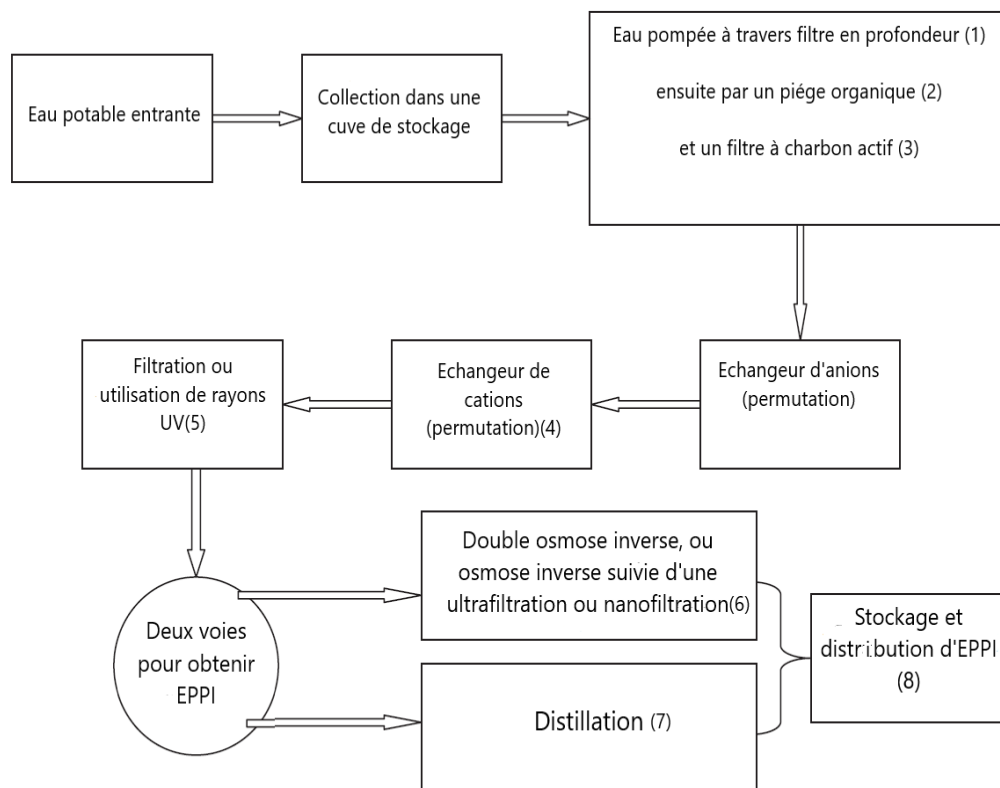 Eau potable entrante
Collection dans une
cuve de stockage
Eau pompée à travers filtre en profondeur (1)
ensuite par un piége organique (2)
et un filtre à charbon actif (3)
Echangeur d'anions
(permutation)
Echangeur de
cations
(permutation)(4)
Filtration ou
utilisation de rayons
UV(5)
Deux voies
pour obtenir
EPPI
Double osmose inverse, ou
osmose inverse suivie d'une
ultrafiltration ou nanofiltration(6)
Distillation (7)
Stockage et
distribution d'EPPI
(8)